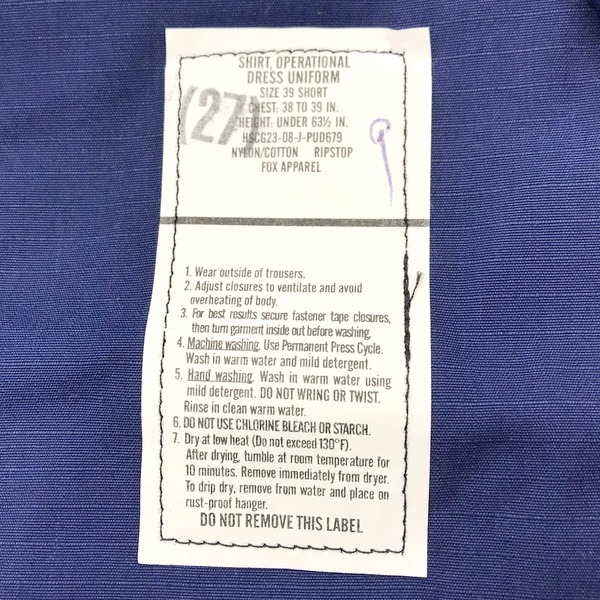 SHIRT, OPERATIONAL
DRESS UNIFORM
SIZE 39 SHORT
CHEST: 38 TO 39 IN.
(27)
HEIGHT: UNDER 63½ IN.
HSCG23-08-J-PUD679
NYLON/COTTON RIPSTOP
FOX APPAREL
9
1. Wear outside of trousers.
2. Adjust closures to ventilate and avoid
overheating of body.
3. For best results secure fastener tape closures,
then turn garment inside out before washing.
4. Machine washing. Use Permanent Press Cycle.
Wash in warm water and mild detergent.
5. Hand washing. Wash in warm water using
mild detergent. DO NOT WRING OR TWIST.
Rinse in clean warm water.
6. DO NOT USE CHLORINE BLEACH OR STARCH.
7. Dry at low heat (Do not exceed 130°F).
After drying, tumble at room temperature for
10 minutes. Remove immediately from dryer.
To drip dry, remove from water and place on
rust-proof hanger.
DO NOT REMOVE THIS LABEL